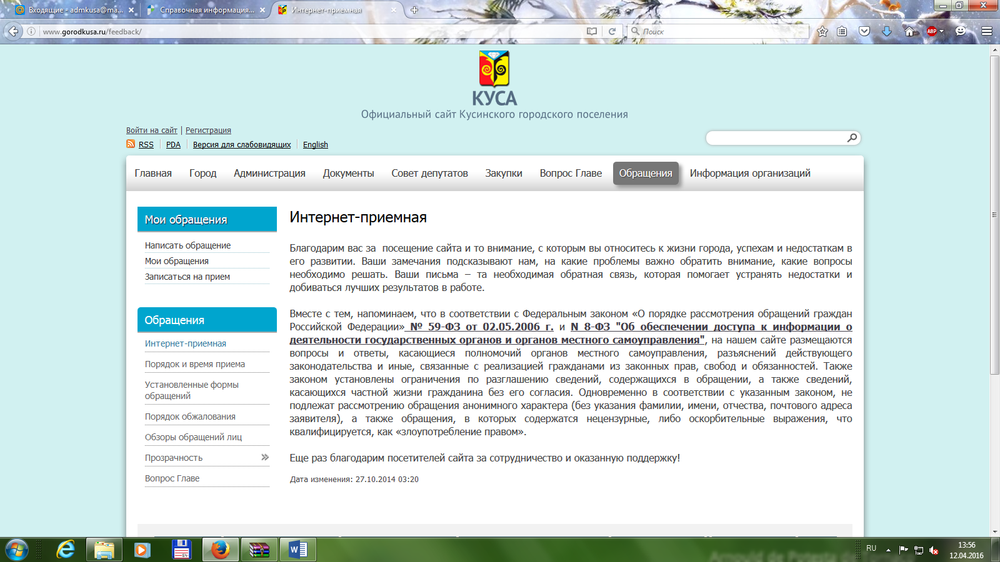 Входящие - admkusa@ma...
Справочная информация...
Интернет-приемная
www.gorodkusa.ru/feedback/
Поиск
ABP
КУСА
Официальный сайт Кусинского городского поселения
Войти на сайт | Регистрация
RSS PDA Версия для слабовидящих English
Главная Город Администрация Документы Совет депутатов Закупки Вопрос Главе Обращения Информация организаций
Мои обращения
Написать обращение
Мои обращения
Записаться на прием
Обращения
Интернет-приемная
Порядок и время приема
Установленные формы
обращений
Порядок обжалования
Обзоры обращений лиц
Прозрачность
Вопрос Главе
Интернет-приемная
Благодарим вас за посещение сайта и то внимание, с которым вы относитесь к жизни города, успехам и недостаткам в
его развитии. Ваши замечания подсказывают нам, на какие проблемы важно обратить внимание, какие вопросы
необходимо решать. Ваши письма – та необходимая обратная связь, которая помогает устранять недостатки и
добиваться лучших результатов в работе.
Вместе с тем, напоминаем, что в соответствии с Федеральным законом «О порядке рассмотрения обращений граждан
Российской Федерации» № 59-ФЗ от 02.05.2006 г. и N 8-ФЗ "Об обеспечении доступа к информации о
деятельности государственных органов и органов местного самоуправления", на нашем сайте размещаются
вопросы и ответы, касающиеся полномочий органов местного самоуправления, разъяснений действующего
законодательства и иные, связанные с реализацией гражданами из законных прав, свобод и обязанностей. Также
законом установлены ограничения по разглашению сведений, содержащихся в обращении, а также сведений,
касающихся частной жизни гражданина без его согласия. Одновременно в соответствии с указанным законом, не
подлежат рассмотрению обращения анонимного характера (без указания фамилии, имени, отчества, почтового адреса
заявителя), а также обращения, в которых содержатся нецензурные, либо оскорбительные выражения, что
квалифицируется, как «злоупотребление правом».
Еще раз благодарим посетителей сайта за сотрудничество и оказанную поддержку!
Дата изменения: 27.10.2014 03:20
64
RU
13:56
12.04.2016